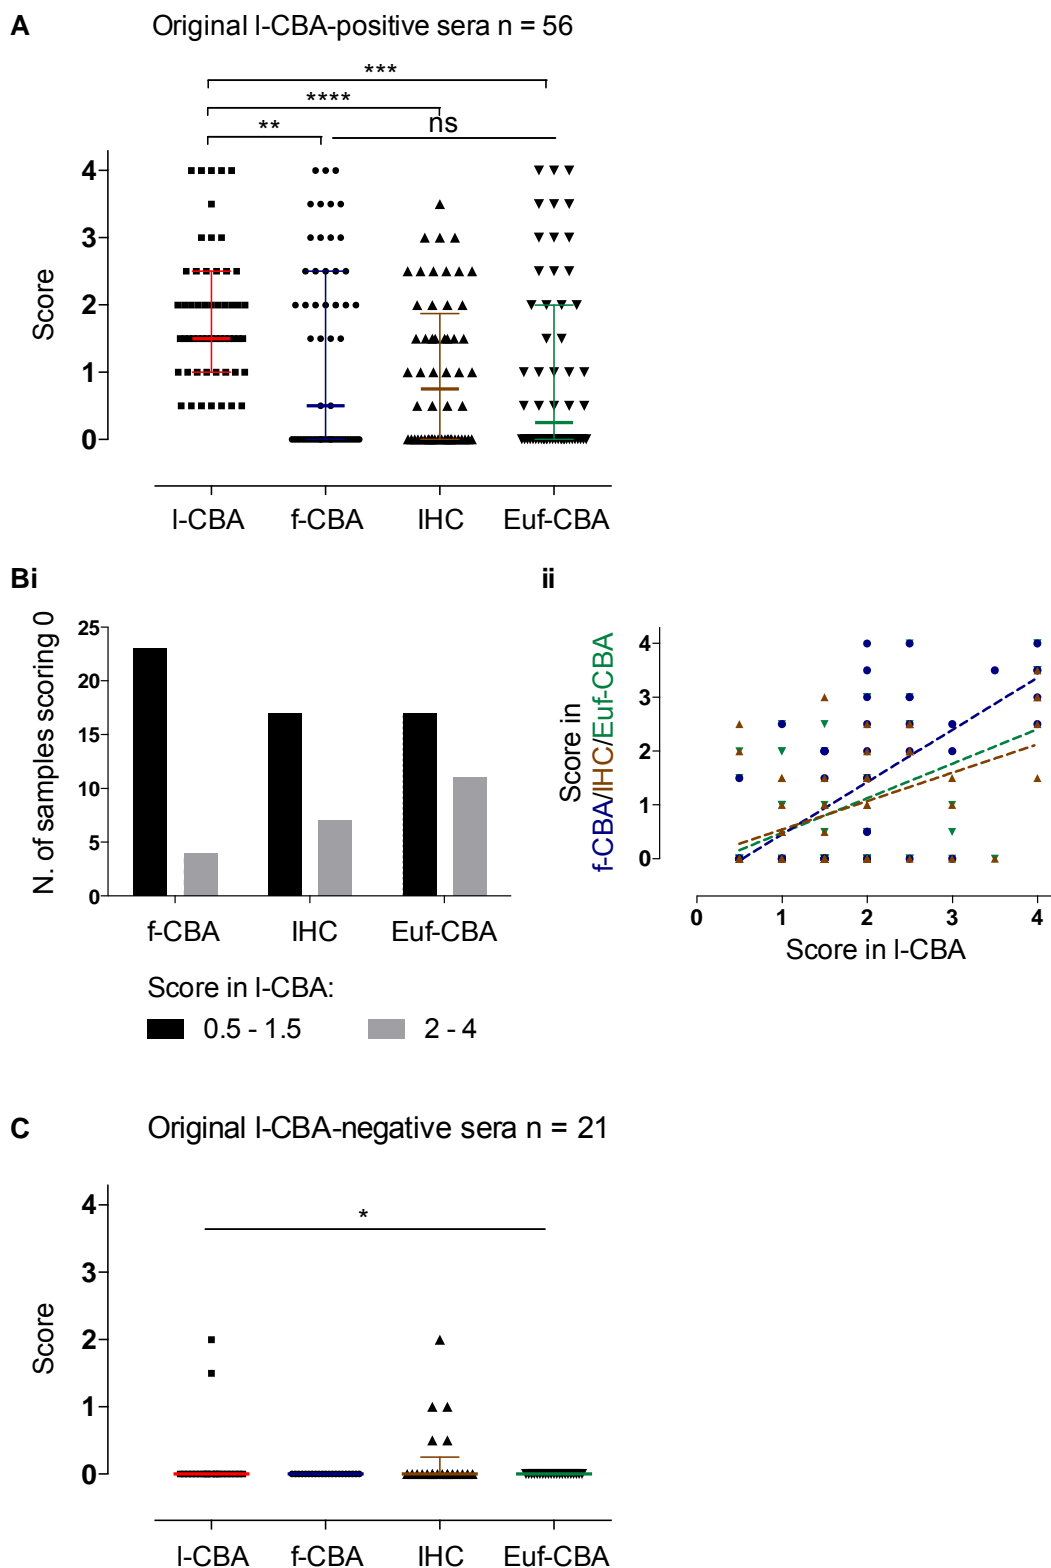 A
Original l-CBA-positive sera n = 56
***
****
**
ns
4
3
2
1
0
Score
l-CBA
f-CBA
IHC
Euf-CBA
Bi
25
20
15
10
5
0
N. of samples scoring 0
f-CBA
IHC
Euf-CBA
Score in l-CBA:
0.5 - 1.5
2 - 4
ii
Score in
f-CBA/IHC/Euf-CBA
4
3
2
1
0
0
1
2
3
4
Score in l-CBA
C
Original l-CBA-negative sera n = 21
*
4
3
2
1
0
Score
l-CBA
f-CBA
IHC
Euf-CBA